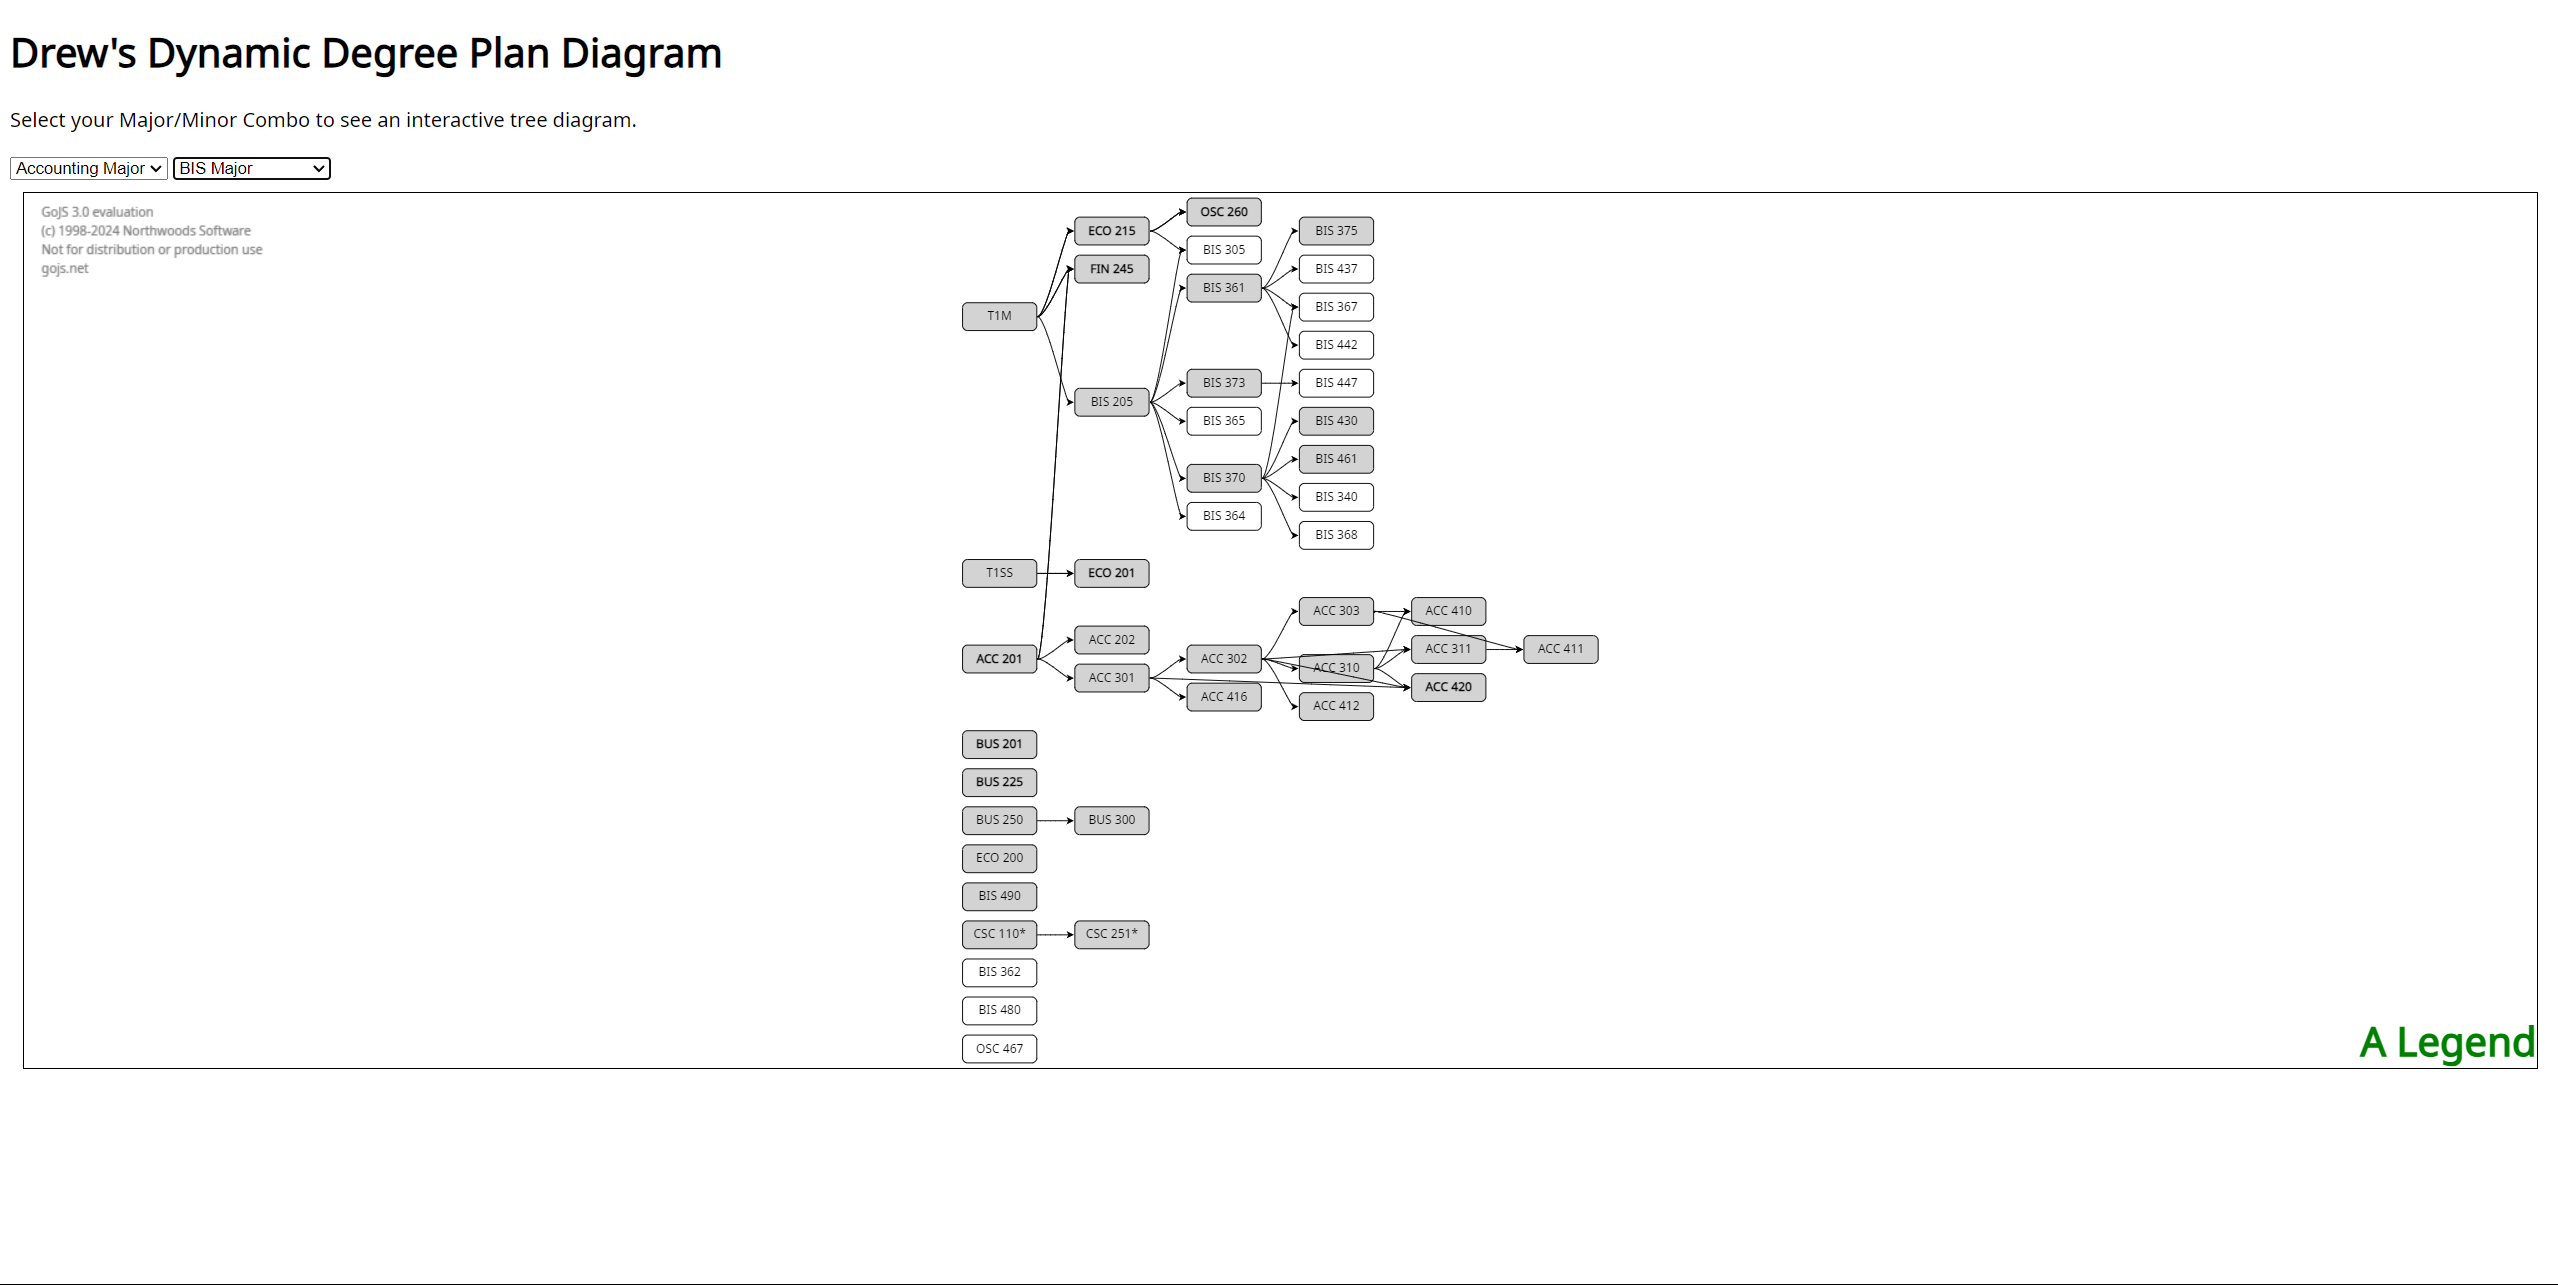 Drew's Dynamic Degree Plan Diagram
Select your Major/Minor Combo to see an interactive tree diagram.
Accounting Major BIS Major
GoJS 3.0 evaluation
(c) 1998-2024 Northwoods Software
Not for distribution or production use
gojs.net
OSC 260
ECO 215
BIS 375
BIS 305
FIN 245
BIS 437
BIS 361
BIS 367
T1M
BIS 442
BIS 373
BIS 447
BIS 205
BIS 365
BIS 430
BIS 461
BIS 370
BIS 340
BIS 364
BIS 368
T1SS
ECO 201
ACC 303
ACC 410
ACC 202
ACC 311
ACC 411
ACC 201
ACC 302
ACC 310
ACC 301
ACC 420
ACC 416
ACC 412
BUS 201
BUS 225
BUS 250
BUS 300
ECO 200
BIS 490
CSC 110*
CSC 251*
BIS 362
BIS 480
OSC 467
A Legend